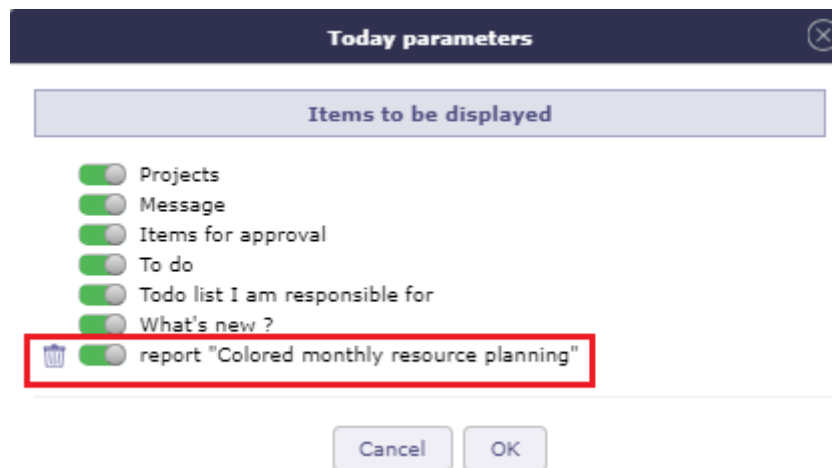 Today parameters
Items to be displayed
Projects
Message
Items for approval
To do
Todo list I am responsible for
What's new ?
report "Colored monthly resource planning"
Cancel OK